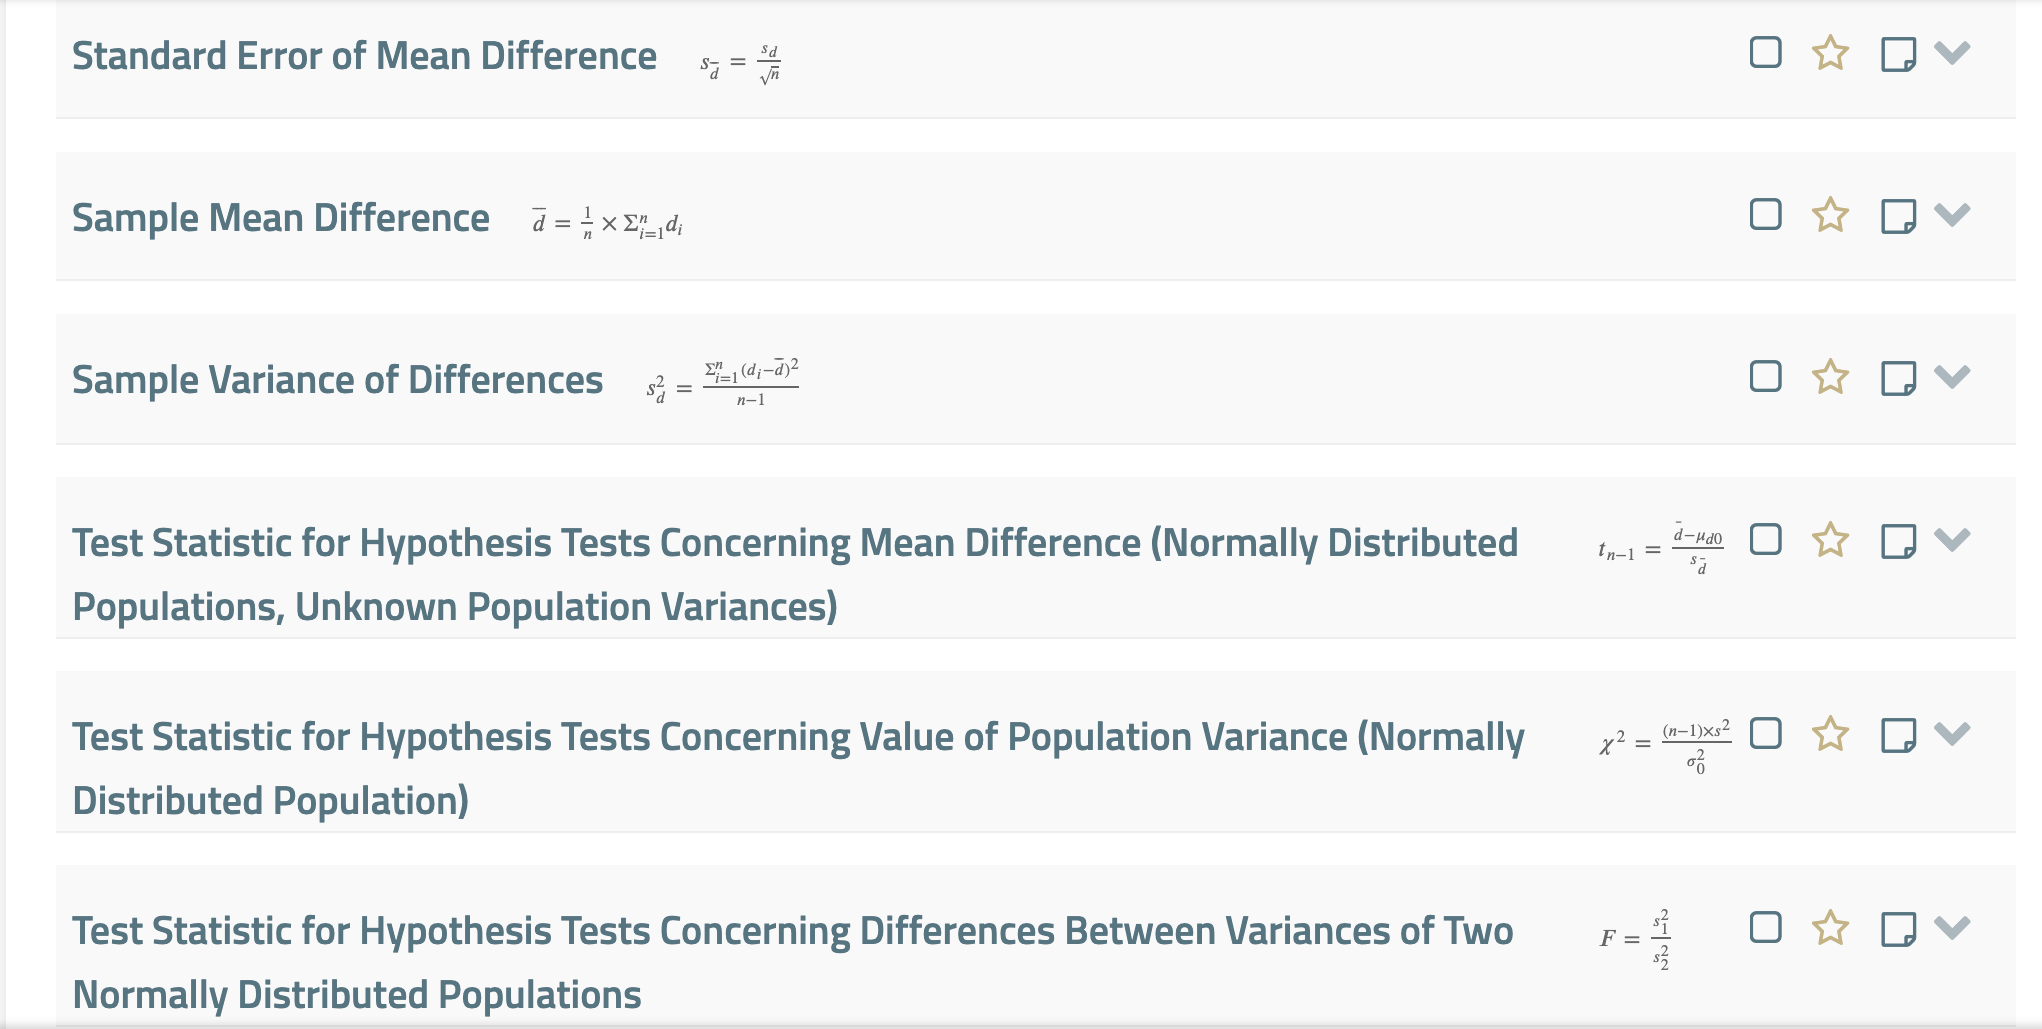 Standard Error of Mean Difference $s_{\overline{d}} = \frac{s_d}{\sqrt{n}}$
Sample Mean Difference $\overline{d} = \frac{1}{n} \times \Sigma_{i=1}^{n} d_i$
Sample Variance of Differences $s_d^2 = \frac{\Sigma_{i=1}^{n}(d_i - \overline{d})^2}{n-1}$
Test Statistic for Hypothesis Tests Concerning Mean Difference (Normally Distributed $t_{n-1} = \frac{\bar{d} - \mu_{d0}}{s_{\bar{d}}}$
Populations, Unknown Population Variances)
Test Statistic for Hypothesis Tests Concerning Value of Population Variance (Normally $\chi^2 = \frac{(n-1) \times s^2}{\sigma_0^2}$
Distributed Population)
Test Statistic for Hypothesis Tests Concerning Differences Between Variances of Two $F = \frac{s_1^2}{s_2^2}$
Normally Distributed Populations